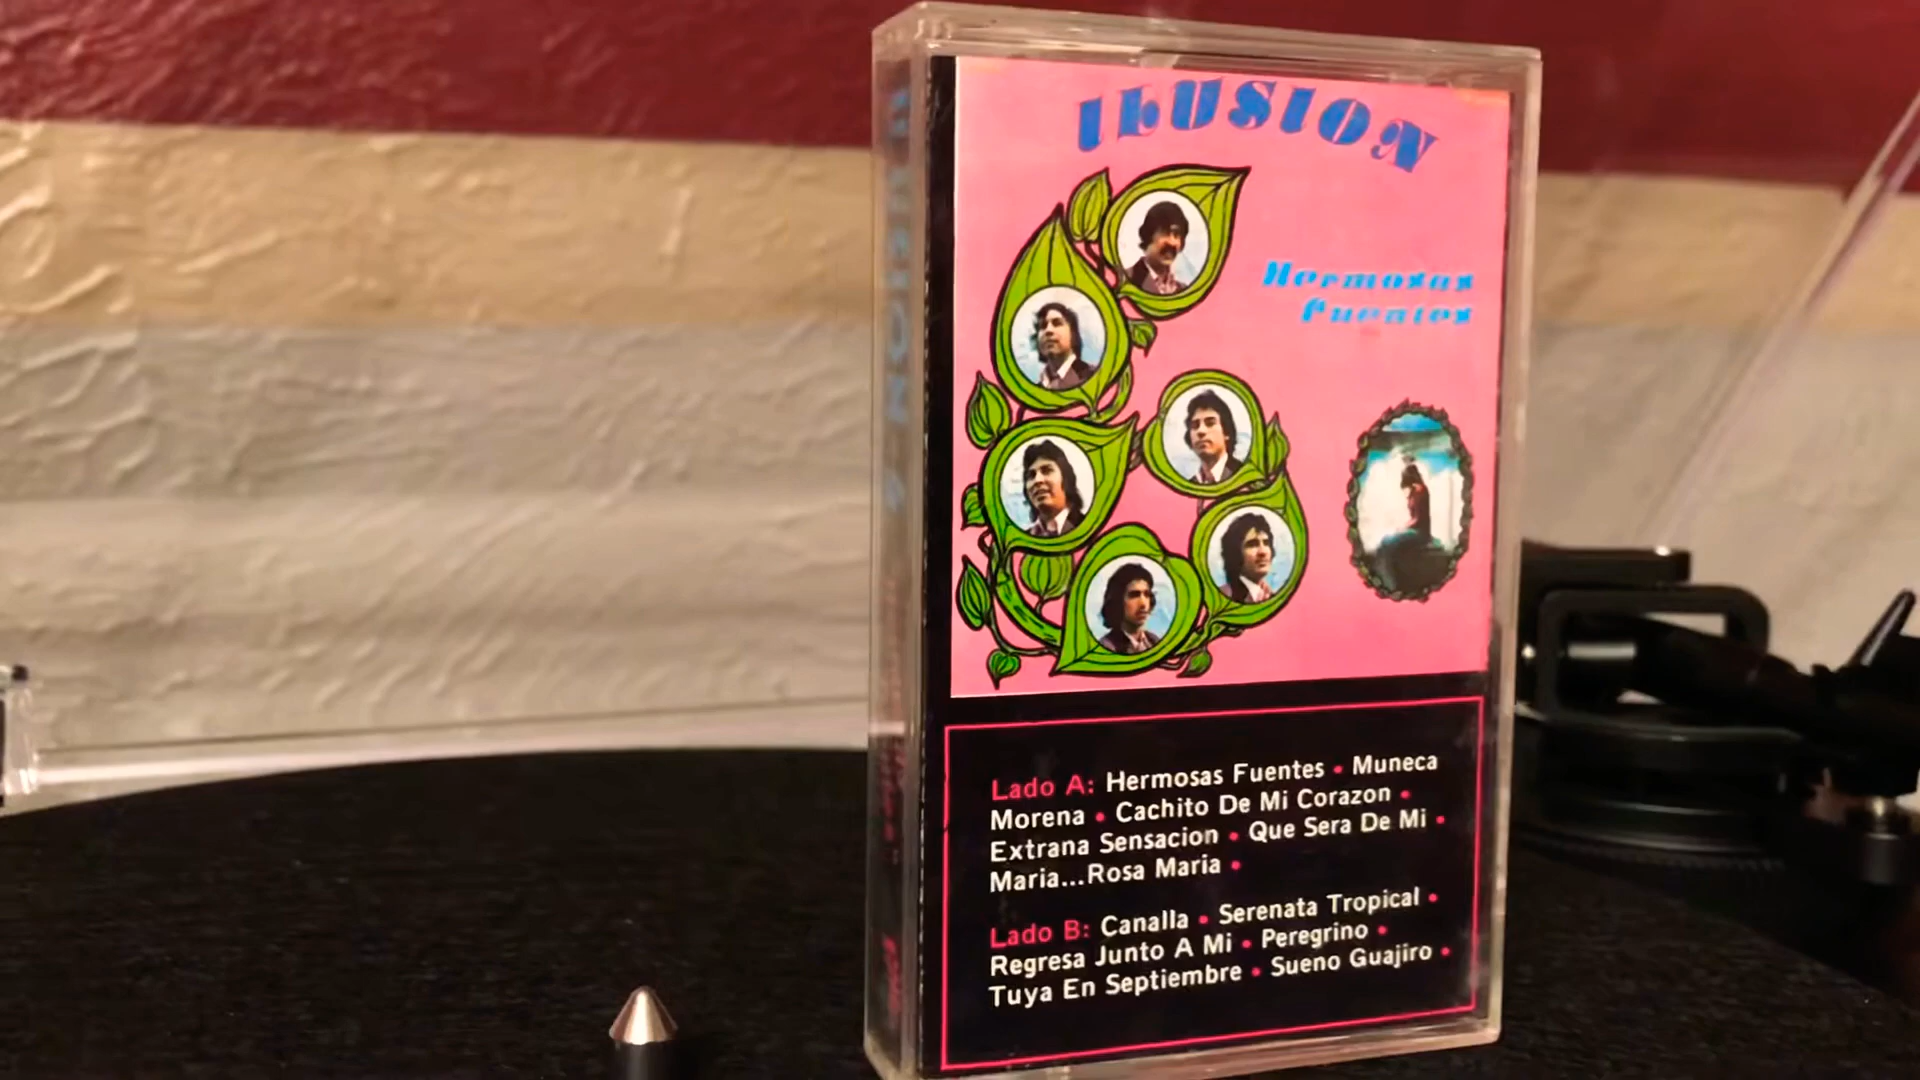 ILUSION
Hermosas
Fuentes
Lado A: Hermosas Fuentes • Muneca
Morena • Cachito De Mi Corazon •
Extrana Sensacion • Que Sera De Mi •
Maria...Rosa Maria •
Lado B: Canalla • Serenata Tropical •
Regresa Junto A Mi • Peregrino •
Tuya En Septiembre • Sueno Guajiro •